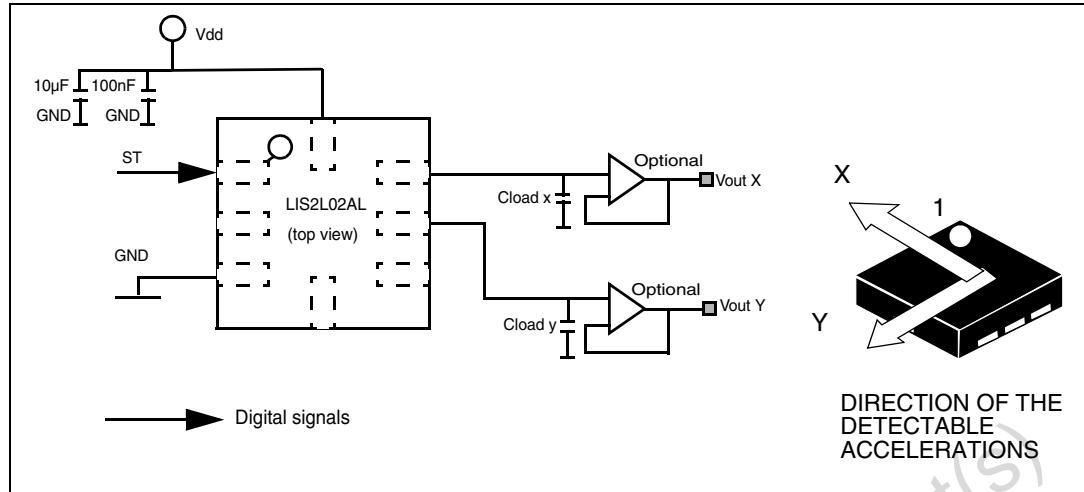 Vdd
10µF 100nF
GND GND
ST
LIS2L02AL
(top view)
GND
Optional
Cload x
Vout X
Optional
Cload y
Vout Y
Digital signals
X
1
Y
DIRECTION OF THE
DETECTABLE
ACCELERATIONS
t(s)